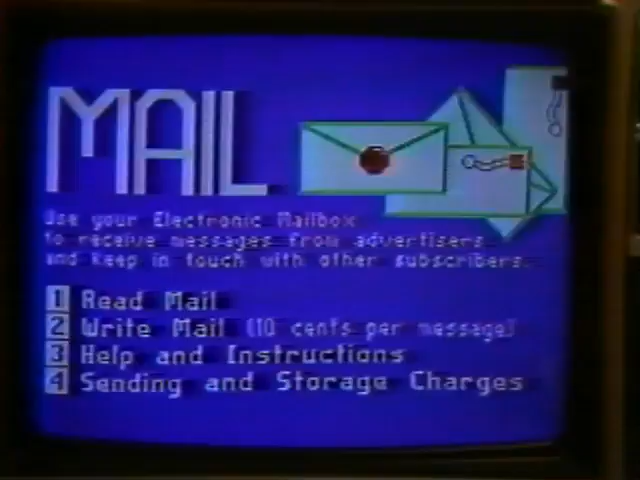 MAIL
Use your Electronic Mailbox
to receive messages from advertisers
and keep in touch with other subscribers.
1 Read Mail
2 Write Mail (10 cents per message)
3 Help and Instructions
4 Sending and Storage Charges